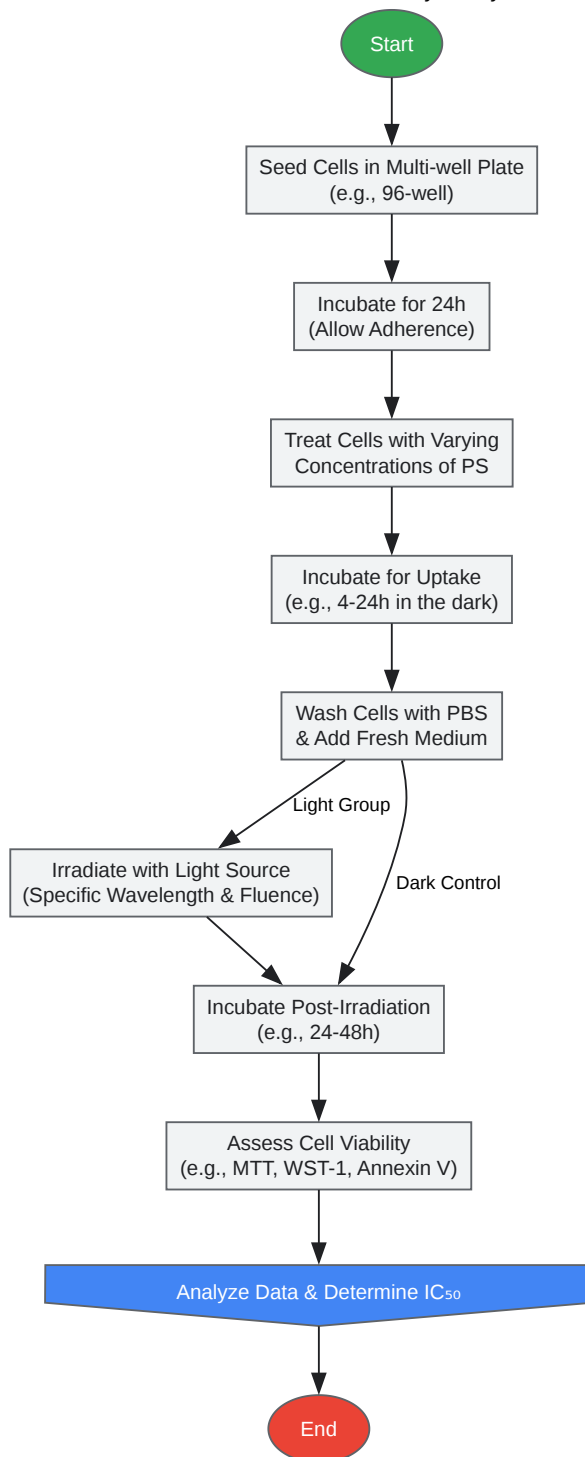 Start
Seed Cells in Multi-well Plate
(e.g., 96-well)
Incubate for 24h
(Allow Adherence)
Treat Cells with Varying
Concentrations of PS
Incubate for Uptake
(e.g., 4-24h in the dark)
Wash Cells with PBS
& Add Fresh Medium
Light Group
Irradiate with Light Source
(Specific Wavelength & Fluence)
Dark Control
Incubate Post-Irradiation
(e.g., 24-48h)
Assess Cell Viability
(e.g., MTT, WST-1, Annexin V)
Analyze Data & Determine IC₅₀
End